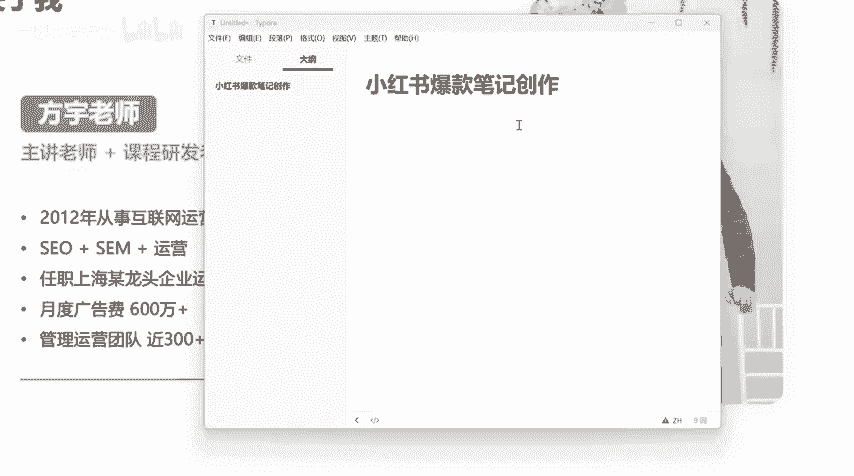 关于我
bilibili
方宇老师
主讲老师 + 课程研发老
2012年从事互联网运营
SEO + SEM + 运营
任职上海某龙头企业运
月度广告费 600万+
管理运营团队 近300+
Untitled• - Typora
文件(F) 编辑(E) 段落(P) 格式(O) 视图(V) 主题(T) 帮助(H)
文件 大纲
小红书爆款笔记创作
小红书爆款笔记创作
ZH 9 词